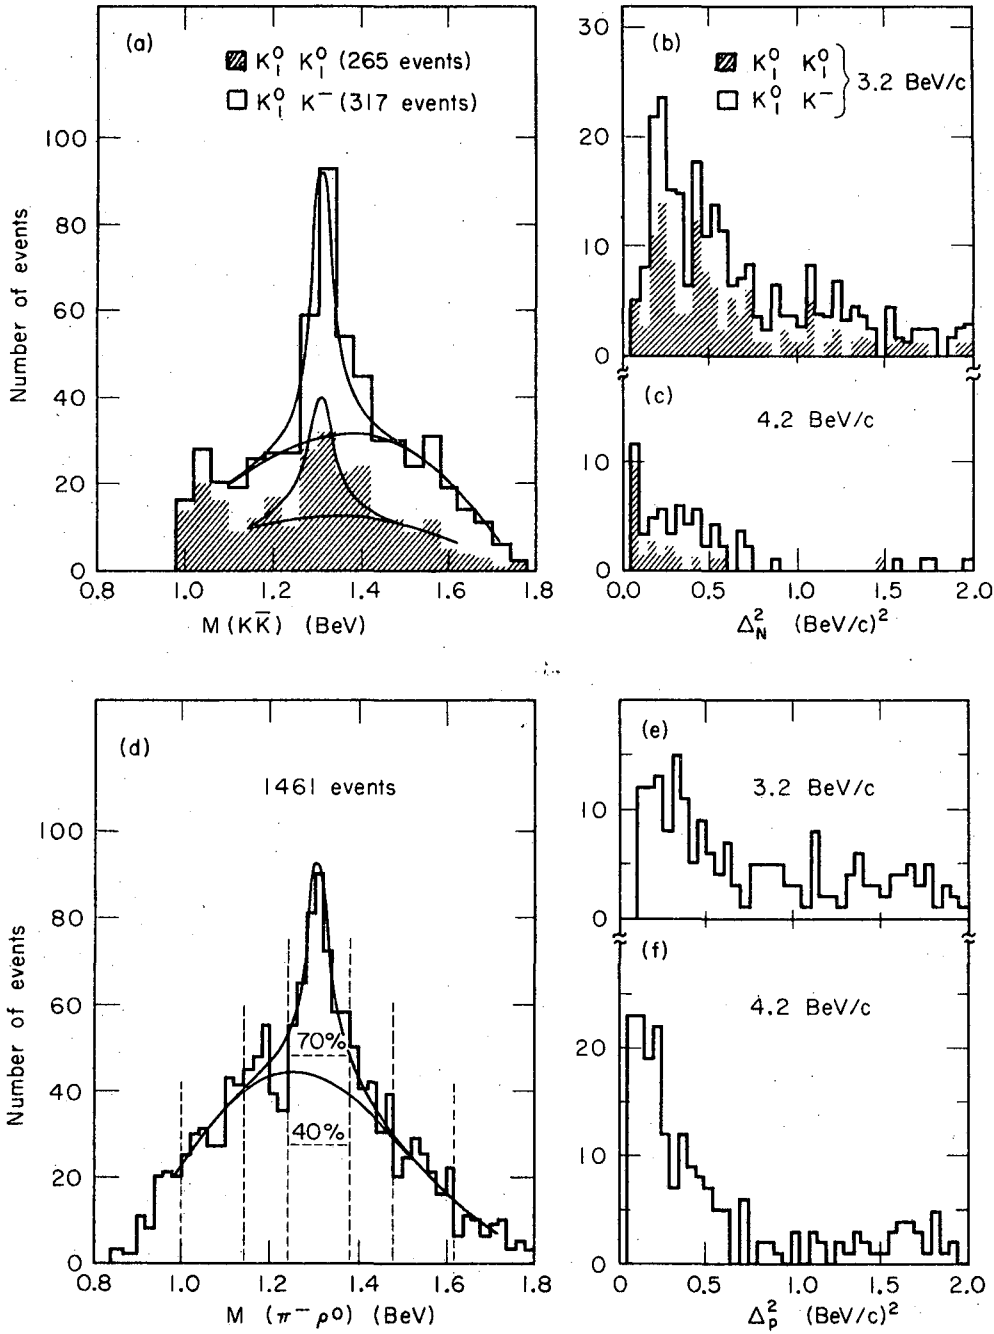 (a)
K₁⁰ K₁⁰ (265 events)
K₁⁰ K⁻ (317 events)
Number of events
100
80
60
40
20
0
0.8 1.0 1.2 1.4 1.6 1.8
M (KK̅) (BeV)
(b)
K₁⁰ K₁⁰
K₁⁰ K⁻
3.2 BeV/c
30
20
10
0
(c)
4.2 BeV/c
10
0
0.0 0.5 1.0 1.5 2.0
Δ²_N (BeV/c)²
(d)
1461 events
Number of events
100
80
60
40
20
0
70%
40%
0.8 1.0 1.2 1.4 1.6 1.8
M (π⁻ρ⁰) (BeV)
(e)
3.2 BeV/c
10
0
(f)
4.2 BeV/c
20
10
0
0 0.5 1.0 1.5 2.0
Δ²_P (BeV/c)²